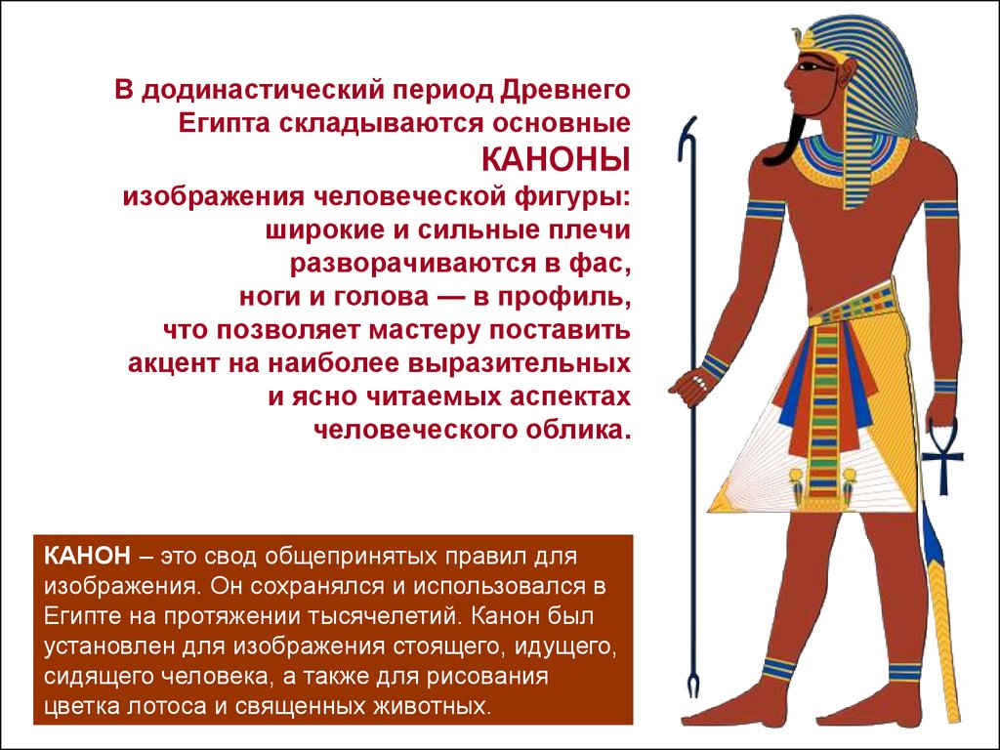 В додинастический период Древнего
Египта складываются основные
КАНОНЫ
изображения человеческой фигуры:
широкие и сильные плечи
разворачиваются в фас,
ноги и голова — в профиль,
что позволяет мастеру поставить
акцент на наиболее выразительных
и ясно читаемых аспектах
человеческого облика.
КАНОН – это свод общепринятых правил для
изображения. Он сохранялся и использовался в
Египте на протяжении тысячелетий. Канон был
установлен для изображения стоящего, идущего,
сидящего человека, а также для рисования
цветка лотоса и священных животных.